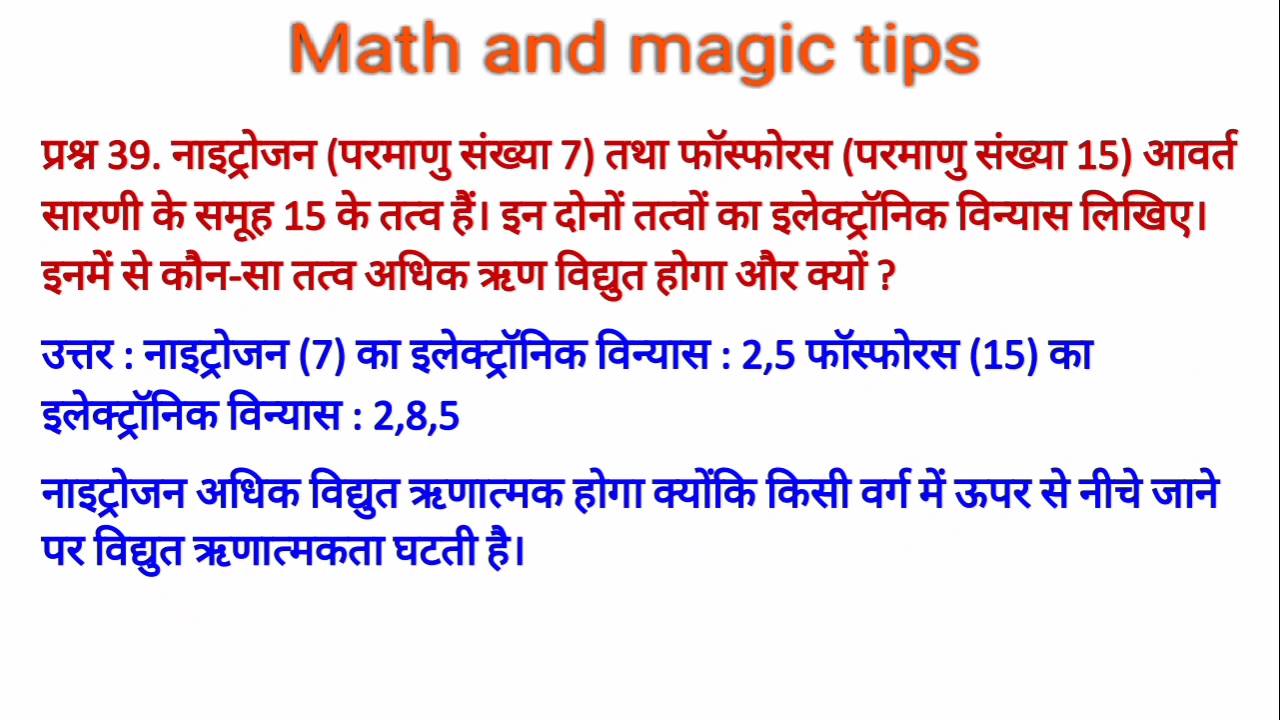 Math and magic tips
प्रश्न 39. नाइट्रोजन (परमाणु संख्या 7) तथा फॉस्फोरस (परमाणु संख्या 15) आवर्त
सारणी के समूह 15 के तत्व हैं। इन दोनों तत्वों का इलेक्ट्रॉनिक विन्यास लिखिए।
इनमें से कौन-सा तत्व अधिक ऋण विद्युत होगा और क्यों ?
उत्तर : नाइट्रोजन (7) का इलेक्ट्रॉनिक विन्यास : 2,5 फॉस्फोरस (15) का
इलेक्ट्रॉनिक विन्यास : 2,8,5
नाइट्रोजन अधिक विद्युत ऋणात्मक होगा क्योंकि किसी वर्ग में ऊपर से नीचे जाने
पर विद्युत ऋणात्मकता घटती है।